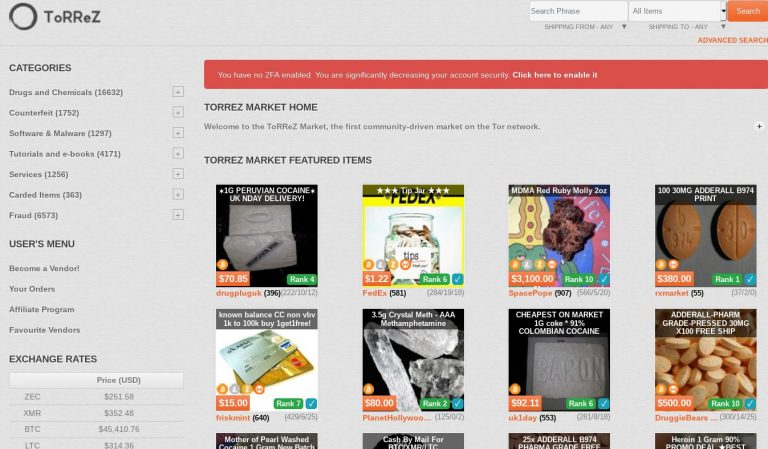 ToRReZ
Search Phrase
All Items
Search
SHIPPING FROM - ANY
SHIPPING TO - ANY
ADVANCED SEARCH
CATEGORIES
Drugs and Chemicals (16632)
Counterfeit (1752)
Software & Malware (1297)
Tutorials and e-books (4171)
Services (1256)
Carded Items (363)
Fraud (6573)
USER'S MENU
Become a Vendor!
Your Orders
Affiliate Program
Favourite Vendors
EXCHANGE RATES
Price (USD)
ZEC $251.58
XMR $352.48
BTC $45,410.76
LTC $314.36
You have no 2FA enabled. You are significantly decreasing your account security. Click here to enable it
TORREZ MARKET HOME
Welcome to the ToRReZ Market, the first community-driven market on the Tor network.
TORREZ MARKET FEATURED ITEMS
★1G PERUVIAN COCAINE★
UK NDAY DELIVERY!
$70.85 Rank 4
drugpluguk (396) (222/10/12)
★★★ Tip Jar ★★★
FEDEX
tips
$1.22 Rank 6
FedEx (581) (284/19/18)
MDMA Red Ruby Molly 2oz
$3,100.00 Rank 10
SpacePope (907) (566/5/20)
100 30MG ADDERALL B974
PRINT
b
974
3 0
$380.00 Rank 1
rxmarket (55) (37/2/0)
known balance CC non vbv
1k to 100k buy 1get1free!
$15.00 Rank 7
friskmint (640) (429/6/25)
3.5g Crystal Meth - AAA
Methamphetamine
$80.00 Rank 2
PlanetHollywoo... (125/0/2)
CHEAPEST ON MARKET
1G coke * 91%
COLOMBIAN COCAINE
$92.11 Rank 6
uk1day (553) (281/8/18)
ADDERALL-PHARM
GRADE-PRESSED 30MG
X100 FREE SHIP
$500.00 Rank 10
DruggieBears ... (300/14/25)
Mother of Pearl Washed
Cocaine 1 Gram New Batch
Cash By Mail For
BTC/XMR/LTC
25x ADDERALL B974
PHARMA GRADE FREE
Heroin 1 Gram 90%
PROMO DEAL ★BEST